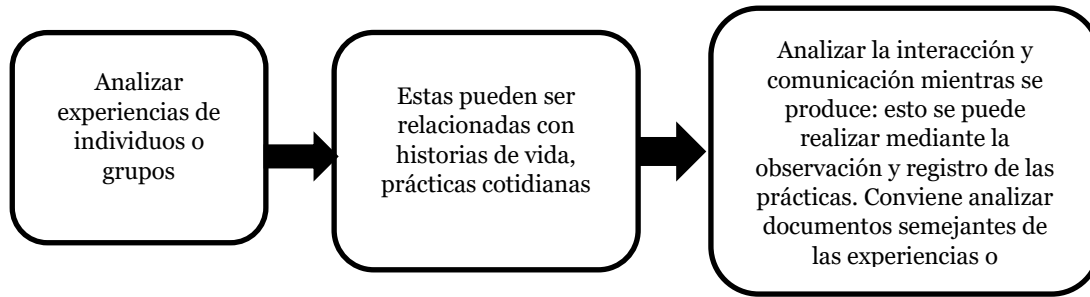 Analizar
experiencias de
individuos o
grupos
Estas pueden ser
relacionadas con
historias de vida,
prácticas cotidianas
Analizar la interacción y
comunicación mientras se
produce: esto se puede
realizar mediante la
observación y registro de las
prácticas. Conviene analizar
documentos semejantes de
las experiencias o